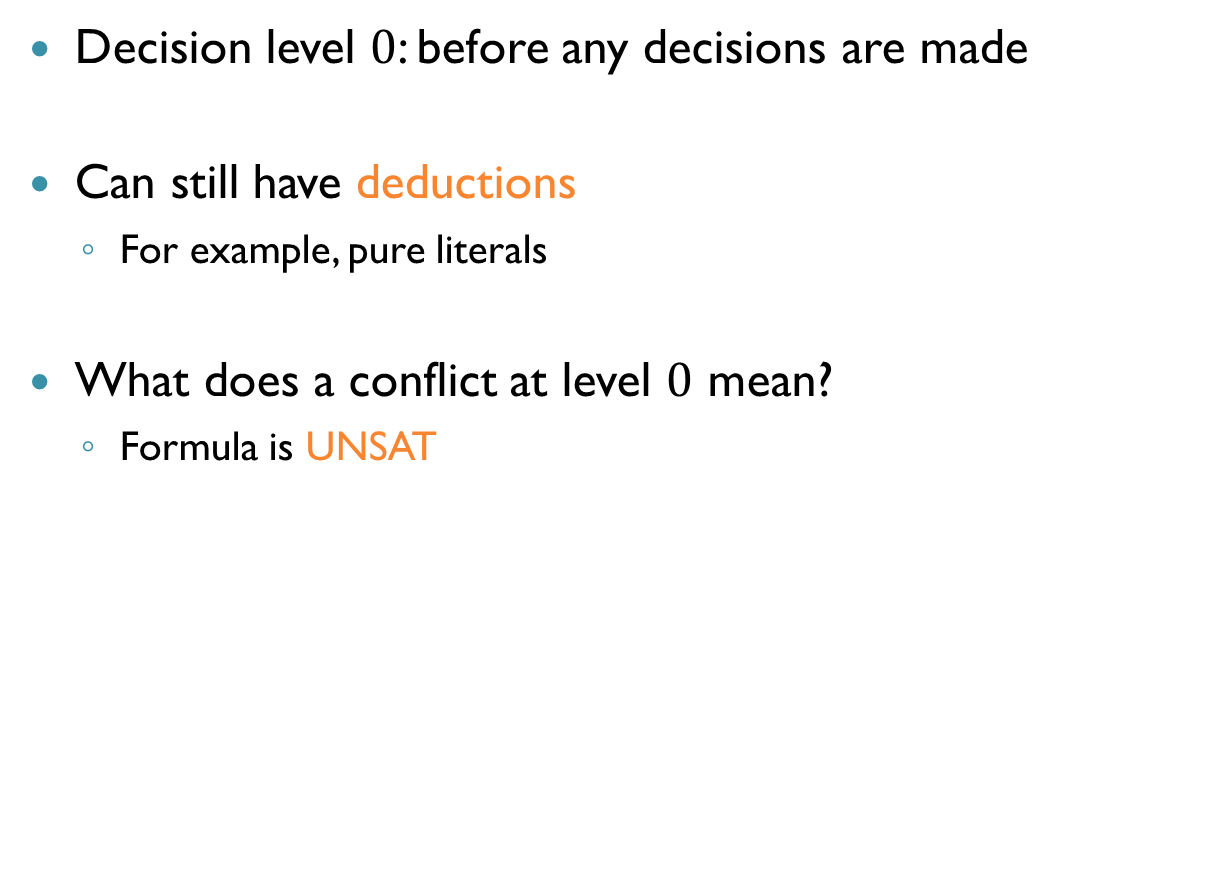 • Decision level 0: before any decisions are made
• Can still have deductions
◦ For example, pure literals
• What does a conflict at level 0 mean?
◦ Formula is UNSAT